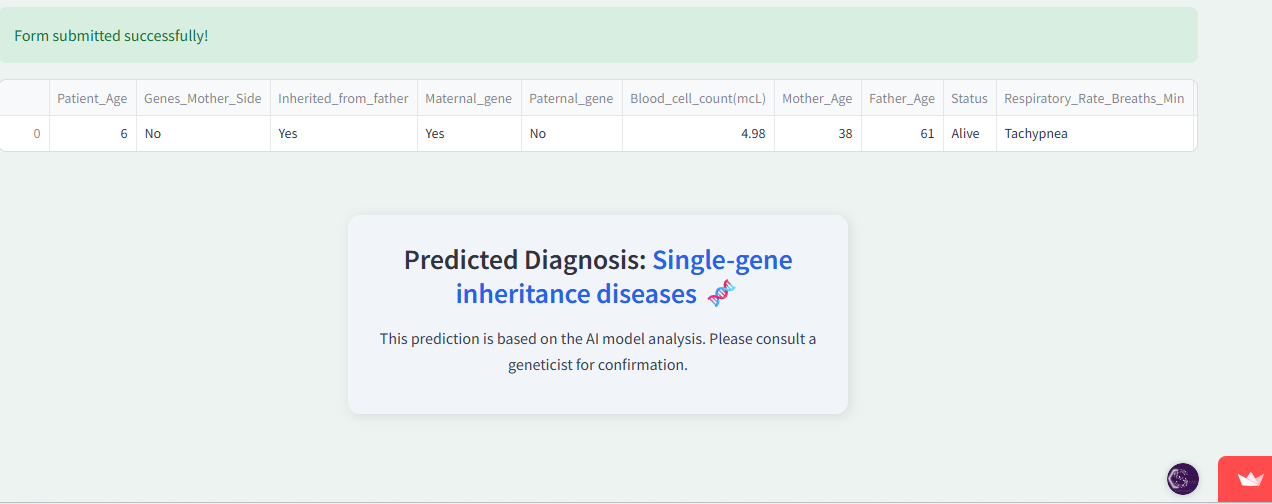 Form submitted successfully!
Patient_Age Genes_Mother_Side Inherited_from_father Maternal_gene Paternal_gene Blood_cell_count(mcL) Mother_Age Father_Age Status Respiratory_Rate_Breaths_Min
0 6 No Yes Yes No 4.98 38 61 Alive Tachypnea
Predicted Diagnosis: Single-gene
inheritance diseases 🧬
This prediction is based on the AI model analysis. Please consult a
geneticist for confirmation.